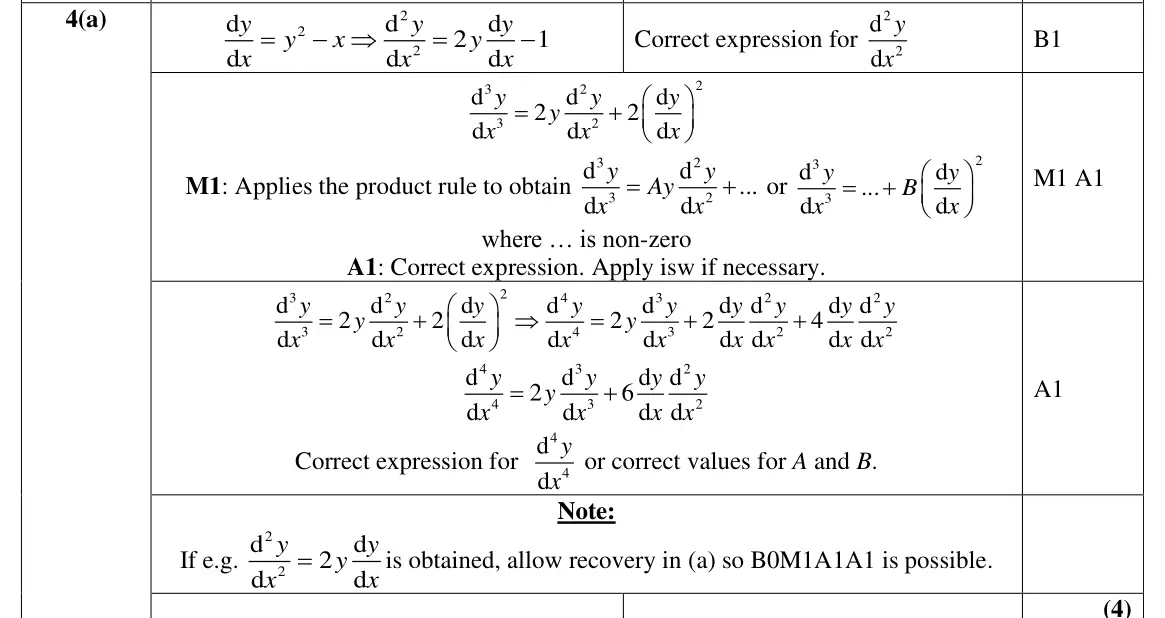 4(a)
dy/dx = y² − x ⇒ d²y/dx² = 2y dy/dx − 1 Correct expression for d²y/dx² B1
d³y/dx³ = 2y d²y/dx² + 2(dy/dx)²
M1: Applies the product rule to obtain d³y/dx³ = Ay d²y/dx² + ... or d³y/dx³ = ... + B(dy/dx)² M1 A1
where … is non-zero
A1: Correct expression. Apply isw if necessary.
d³y/dx³ = 2y d²y/dx² + 2(dy/dx)² ⇒ d⁴y/dx⁴ = 2y d³y/dx³ + 2 dy/dx d²y/dx² + 4 dy/dx d²y/dx²
d⁴y/dx⁴ = 2y d³y/dx³ + 6 dy/dx d²y/dx² A1
Correct expression for d⁴y/dx⁴ or correct values for A and B.
Note:
If e.g. d²y/dx² = 2y dy/dx is obtained, allow recovery in (a) so B0M1A1A1 is possible.
(4)